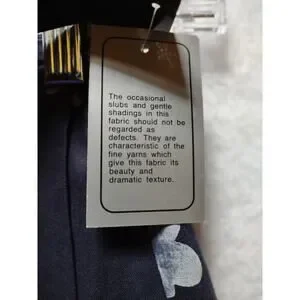 The occasional
slubs and gentle
shadings in this
fabric should not be
regarded as
defects. They are
characteristic of the
fine yarns which
give this fabric its
beauty and
dramatic texture.